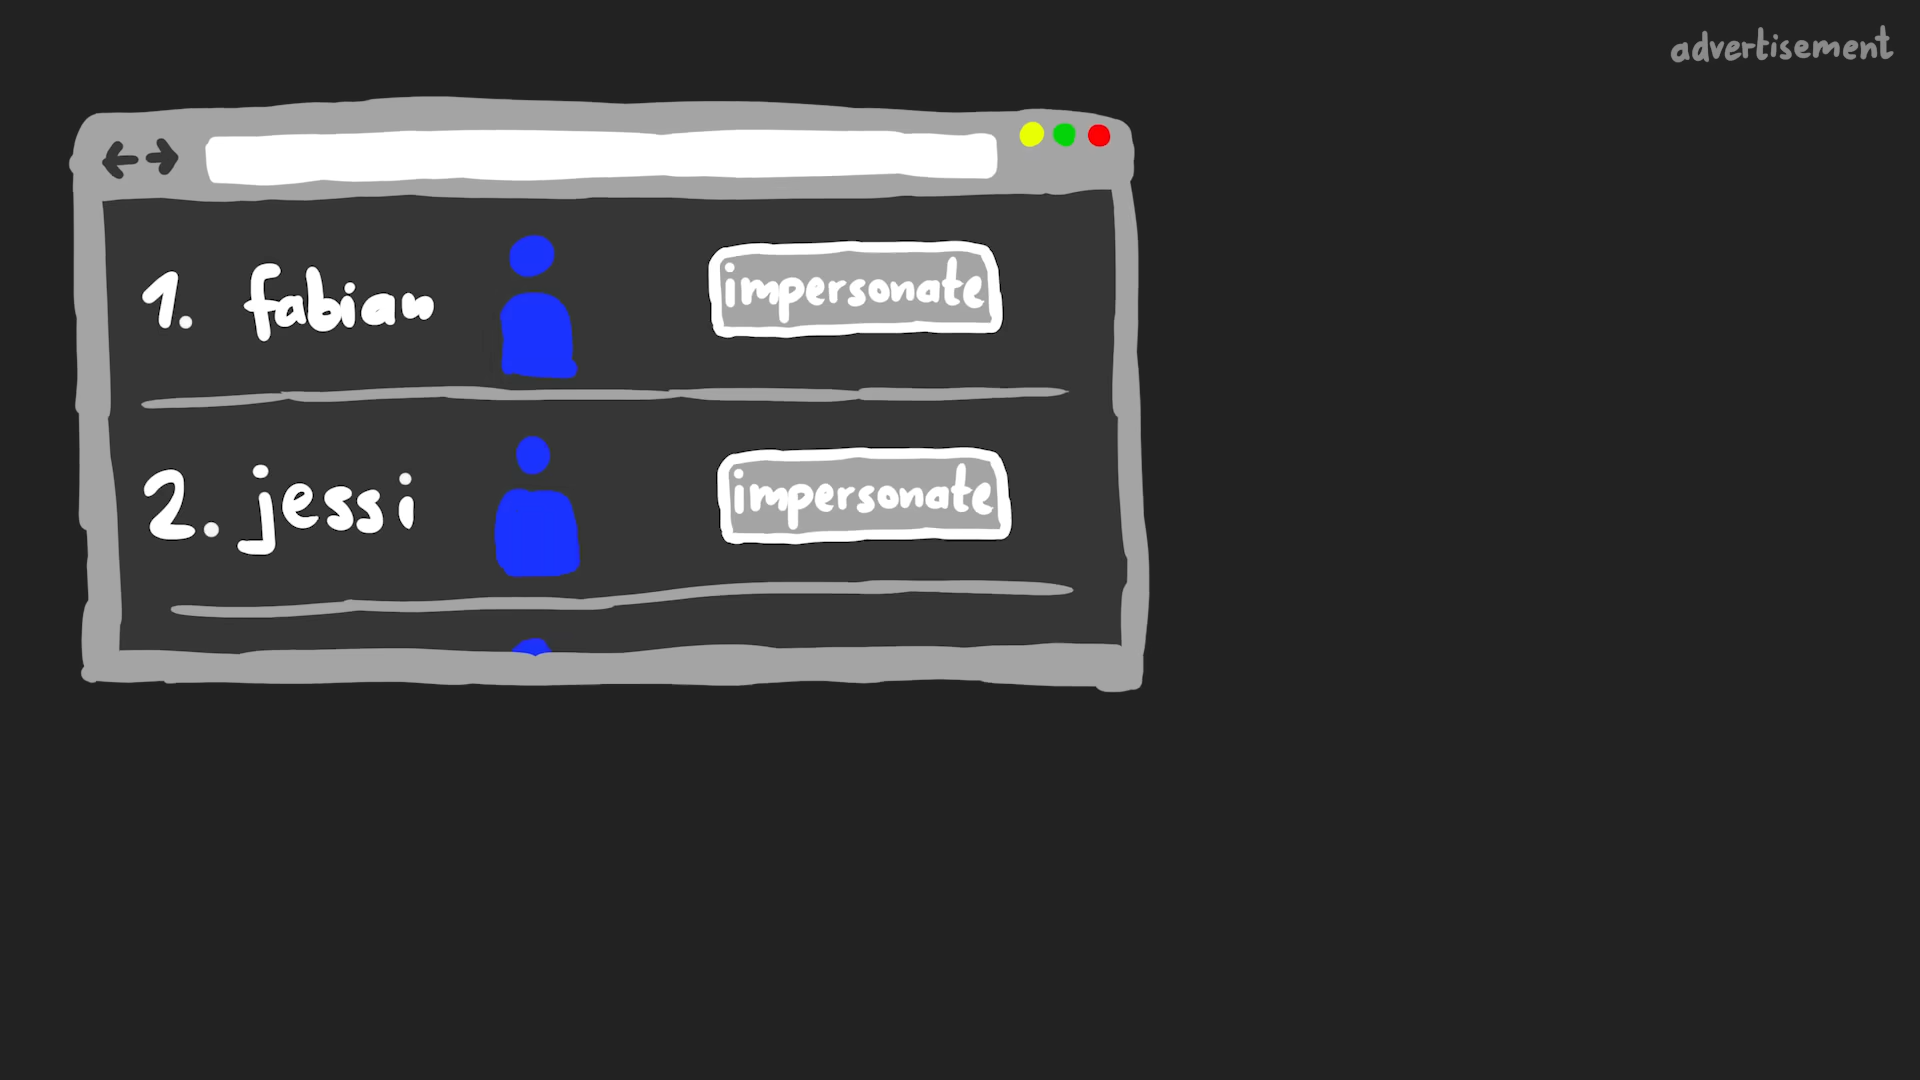 advertisement
1. fabian
impersonate
2. jessi
impersonate